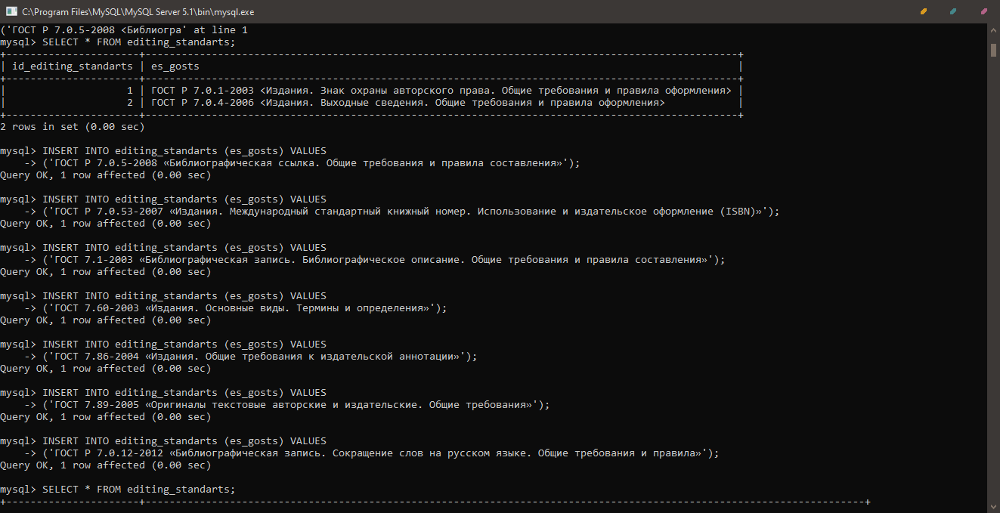 C:\Program Files\MySQL\MySQL Server 5.1\bin\mysql.exe
('ГОСТ Р 7.0.5-2008 <Библиогра' at line 1
mysql> SELECT * FROM editing_standarts;
+----------------------+--------------------------------------------------------------------------------------------------+
| id_editing_standarts | es_gosts                                                                                         |
+----------------------+--------------------------------------------------------------------------------------------------+
|                    1 | ГОСТ Р 7.0.1-2003 <Издания. Знак охраны авторского права. Общие требования и правила оформления> |
|                    2 | ГОСТ Р 7.0.4-2006 <Издания. Выходные сведения. Общие требования и правила оформления>            |
+----------------------+--------------------------------------------------------------------------------------------------+
2 rows in set (0.00 sec)
mysql> INSERT INTO editing_standarts (es_gosts) VALUES
    -> ('ГОСТ Р 7.0.5-2008 «Библиографическая ссылка. Общие требования и правила составления»');
Query OK, 1 row affected (0.00 sec)
mysql> INSERT INTO editing_standarts (es_gosts) VALUES
    -> ('ГОСТ Р 7.0.53-2007 «Издания. Международный стандартный книжный номер. Использование и издательское оформление (ISBN)»');
Query OK, 1 row affected (0.00 sec)
mysql> INSERT INTO editing_standarts (es_gosts) VALUES
    -> ('ГОСТ 7.1-2003 «Библиографическая запись. Библиографическое описание. Общие требования и правила составления»');
Query OK, 1 row affected (0.00 sec)
mysql> INSERT INTO editing_standarts (es_gosts) VALUES
    -> ('ГОСТ 7.60-2003 «Издания. Основные виды. Термины и определения»');
Query OK, 1 row affected (0.00 sec)
mysql> INSERT INTO editing_standarts (es_gosts) VALUES
    -> ('ГОСТ 7.86-2004 «Издания. Общие требования к издательской аннотации»');
Query OK, 1 row affected (0.00 sec)
mysql> INSERT INTO editing_standarts (es_gosts) VALUES
    -> ('ГОСТ 7.89-2005 «Оригиналы текстовые авторские и издательские. Общие требования»');
Query OK, 1 row affected (0.00 sec)
mysql> INSERT INTO editing_standarts (es_gosts) VALUES
    -> ('ГОСТ Р 7.0.12-2012 «Библиографическая запись. Сокращение слов на русском языке. Общие требования и правила»');
Query OK, 1 row affected (0.00 sec)
mysql> SELECT * FROM editing_standarts;
+----------------------+-----------------------------------------------------------------------------------------------------------------------+